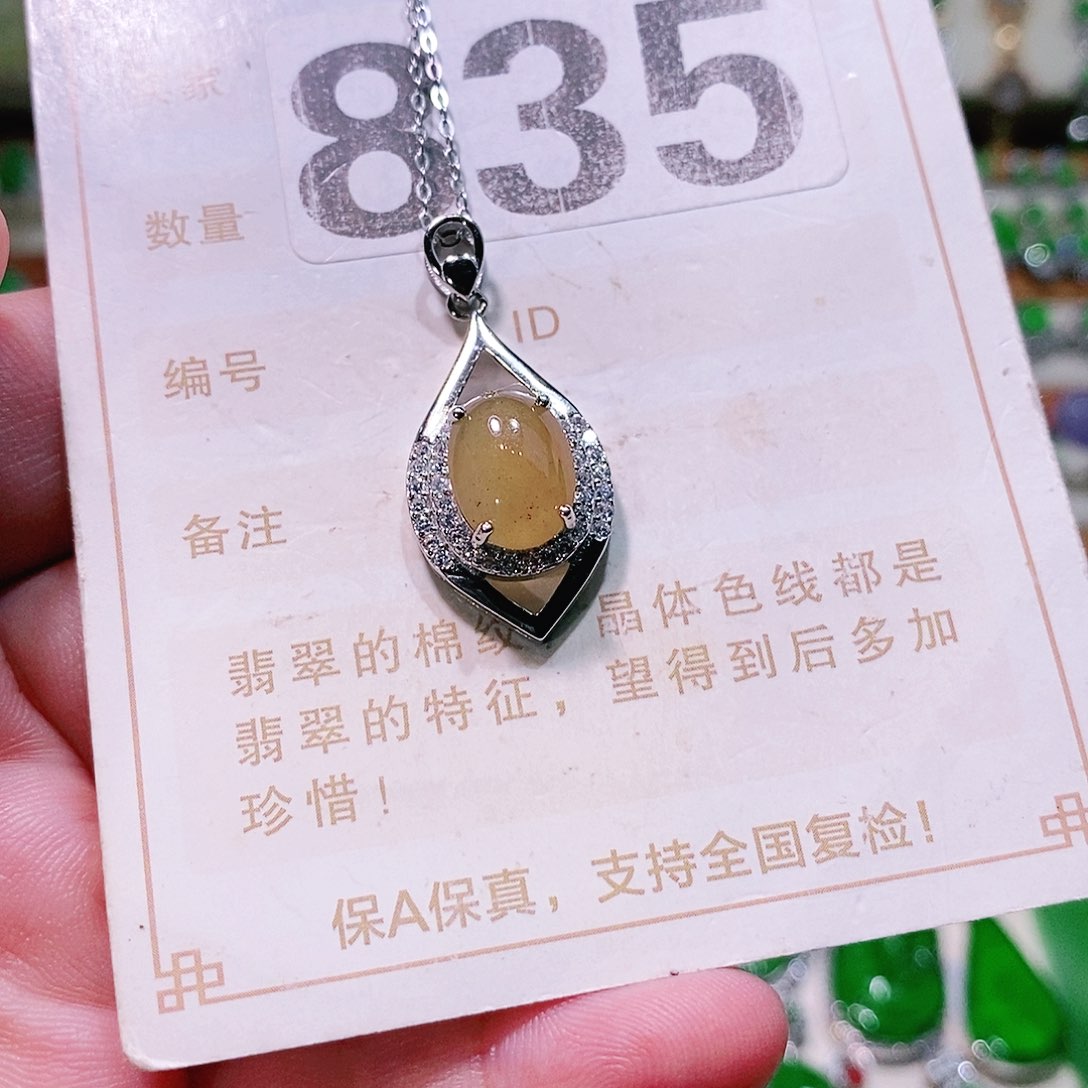 835
家
数量
编号 ID
备注
翡翠的棉纹 晶体色线都是
翡翠的特征，望得到后多加
珍惜！
保A保真，支持全国复检！